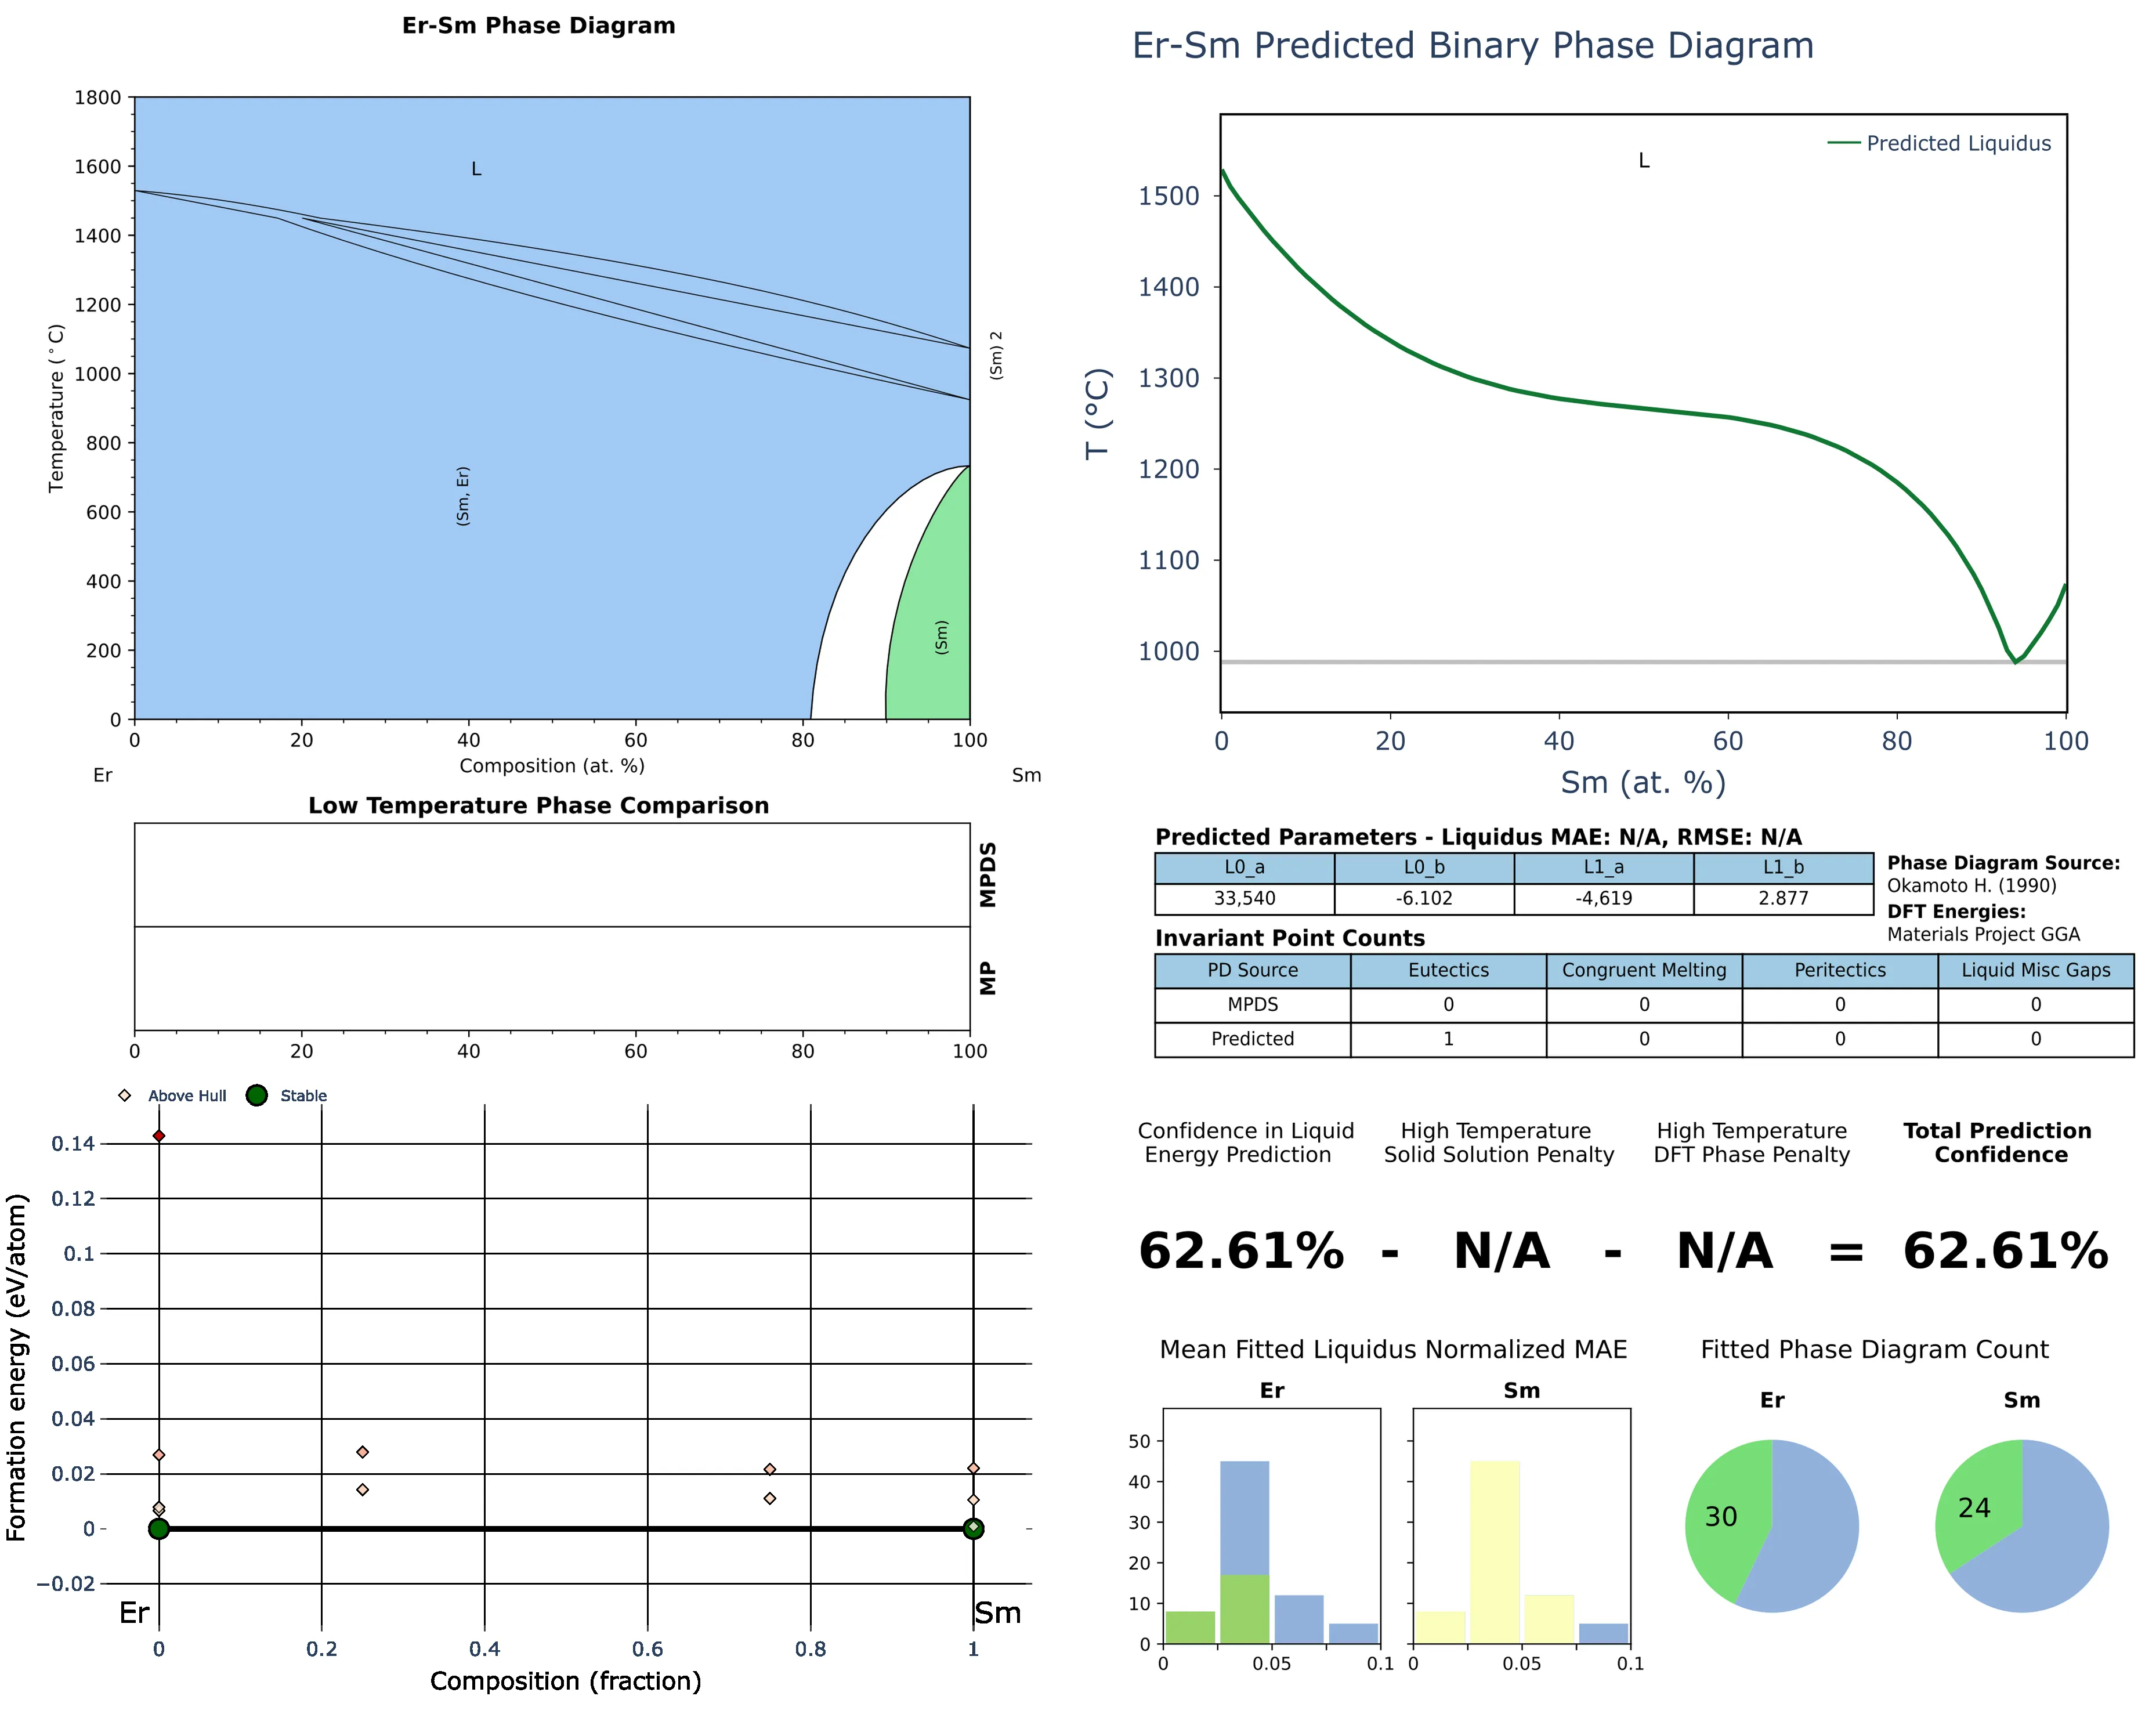 Er-Sm Phase Diagram
1800
1600
1400
1200
1000
800
600
400
200
0
Temperature (°C)
L
(Sm, Er)
(Sm)
(Sm) 2
0 20 40 60 80 100
Composition (at. %)
Er Sm
Low Temperature Phase Comparison
MPDS
MP
0 20 40 60 80 100
Above Hull Stable
0.14
0.12
0.1
0.08
0.06
0.04
0.02
0
−0.02
Formation energy (eV/atom)
Er Sm
0 0.2 0.4 0.6 0.8 1
Composition (fraction)
Er-Sm Predicted Binary Phase Diagram
L
Predicted Liquidus
1500
1400
1300
1200
1100
1000
T (°C)
0 20 40 60 80 100
Sm (at. %)
Predicted Parameters - Liquidus MAE: N/A, RMSE: N/A
L0_a L0_b L1_a L1_b
33,540 -6.102 -4,619 2.877
Phase Diagram Source:
Okamoto H. (1990)
DFT Energies:
Materials Project GGA
Invariant Point Counts
PD Source Eutectics Congruent Melting Peritectics Liquid Misc Gaps
MPDS 0 0 0 0
Predicted 1 0 0 0
Confidence in Liquid
Energy Prediction
High Temperature
Solid Solution Penalty
High Temperature
DFT Phase Penalty
Total Prediction
Confidence
62.61% - N/A - N/A = 62.61%
Mean Fitted Liquidus Normalized MAE
Er Sm
50
40
30
20
10
0
0 0.05 0.1 0 0.05 0.1
Fitted Phase Diagram Count
Er Sm
30 24